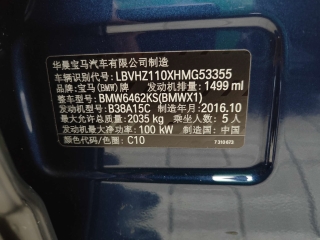 华晨宝马汽车有限公司制造
车辆识别代号: LBVHZ110XHMG53355
品牌: 宝马(BMW)牌 发动机排量: 1499 ml
整车型号: BMW6462KS(BMWX1)
发动机型号: B38A15C 制造年月: 2016.10
最大允许总质量: 2035 kg 乘坐人数: 5 人
发动机最大净功率: 100 kW 制造国: 中国
颜色代码/色圈: C10
7310673